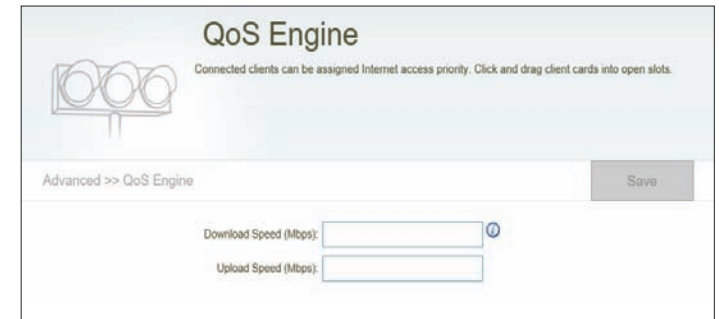 QoS Engine
Connected clients can be assigned Internet access priority. Click and drag client cards into open slots.
Advanced >> QoS Engine
Save
Download Speed (Mbps):
Upload Speed (Mbps):